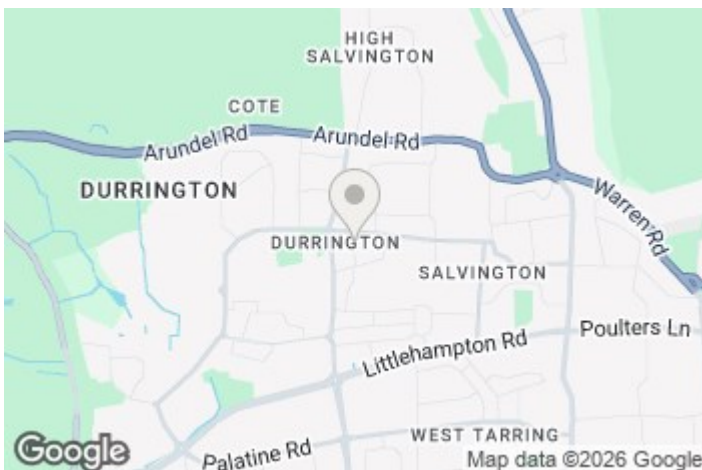 HIGH
SALVINGTON
COTE
Arundel Rd
Arundel Rd
DURRINGTON
Warren Rd
DURRINGTON
SALVINGTON
Poulters Ln
Littlehampton Rd
WEST TARRING
Palatine Rd
Google
Map data ©2026 Google